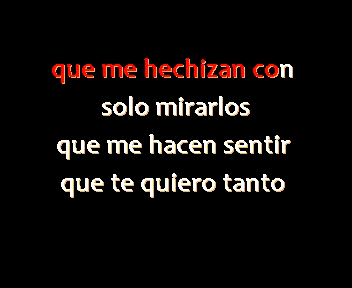 que me hechizan con
solo mirarlos
que me hacen sentir
que te quiero tanto